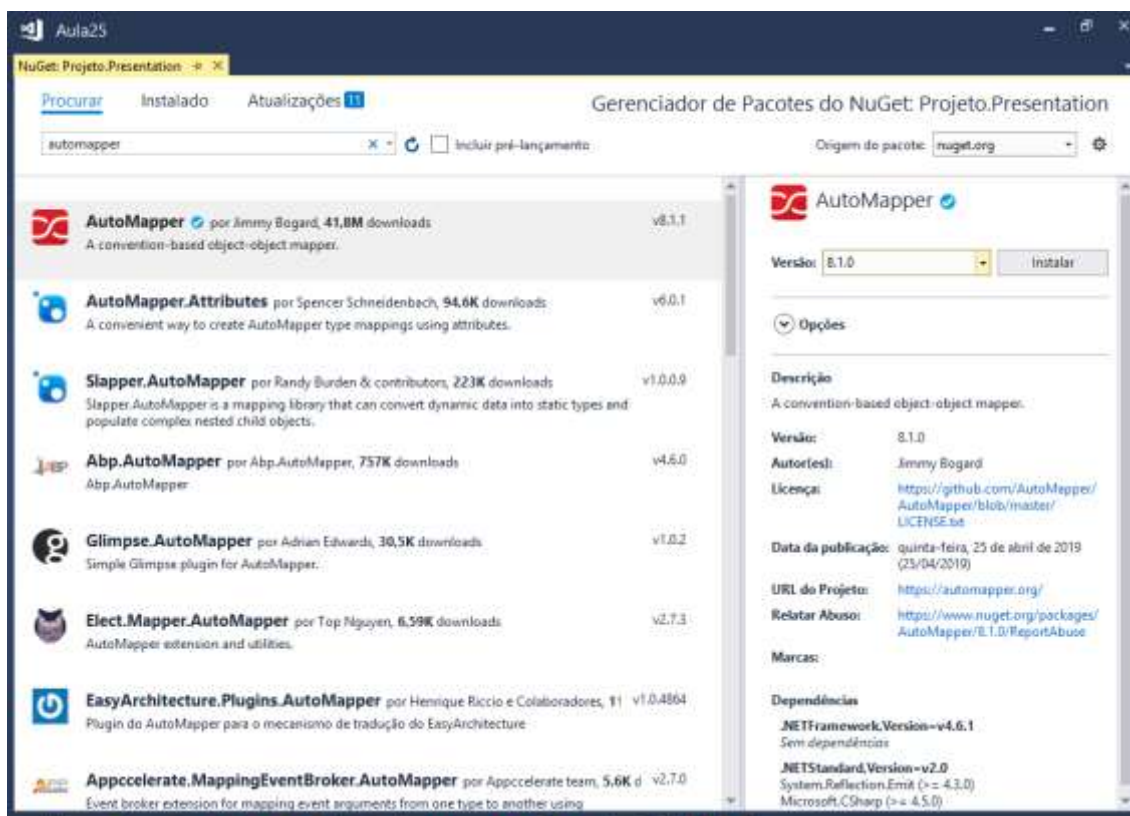 Aula25
NuGet: Projeto.Presentation
Procurar Instalado Atualizações 11
Gerenciador de Pacotes do NuGet: Projeto.Presentation
automapper
Incluir pré-lançamento
Origem do pacote: nuget.org
AutoMapper por Jimmy Bogard, 41,8M downloads v8.1.1
A convention-based object-object mapper.
AutoMapper.Attributes por Spencer Schneidenbach, 94,6K downloads v6.0.1
A convenient way to create AutoMapper type mappings using attributes.
Slapper.AutoMapper por Randy Burden & contributors, 223K downloads v1.0.0.9
Slapper.AutoMapper is a mapping library that can convert dynamic data into static types and
populate complex nested child objects.
Abp.AutoMapper por Abp.AutoMapper, 757K downloads v4.6.0
Abp.AutoMapper
Glimpse.AutoMapper por Adrian Edwards, 30,5K downloads v1.0.2
Simple Glimpse plugin for AutoMapper.
Elect.Mapper.AutoMapper por Top Nguyen, 6,59K downloads v2.7.3
AutoMapper extension and utilities.
EasyArchitecture.Plugins.AutoMapper por Henrique Riccio e Colaboradores, v1.0.4864
Plugin do AutoMapper para o mecanismo de tradução do EasyArchitecture
Appccelerate.MappingEventBroker.AutoMapper por Appccelerate team, 5,6K d v2.7.0
Event broker extension for mapping event arguments from one type to another using
AutoMapper
Versão: 8.1.0 Instalar
Opções
Descrição
A convention-based object-object mapper.
Versão: 8.1.0
Autor(es): Jimmy Bogard
Licença: https://github.com/AutoMapper/
AutoMapper/blob/master/
LICENSE.txt
Data da publicação: quinta-feira, 25 de abril de 2019
(25/04/2019)
URL do Projeto: https://automapper.org/
Relatar Abuso: https://www.nuget.org/packages/
AutoMapper/8.1.0/ReportAbuse
Marcas:
Dependências
.NETFramework,Version=v4.6.1
Sem dependências
.NETStandard,Version=v2.0
System.Reflection.Emit (>= 4.3.0)
Microsoft.CSharp (>= 4.5.0)